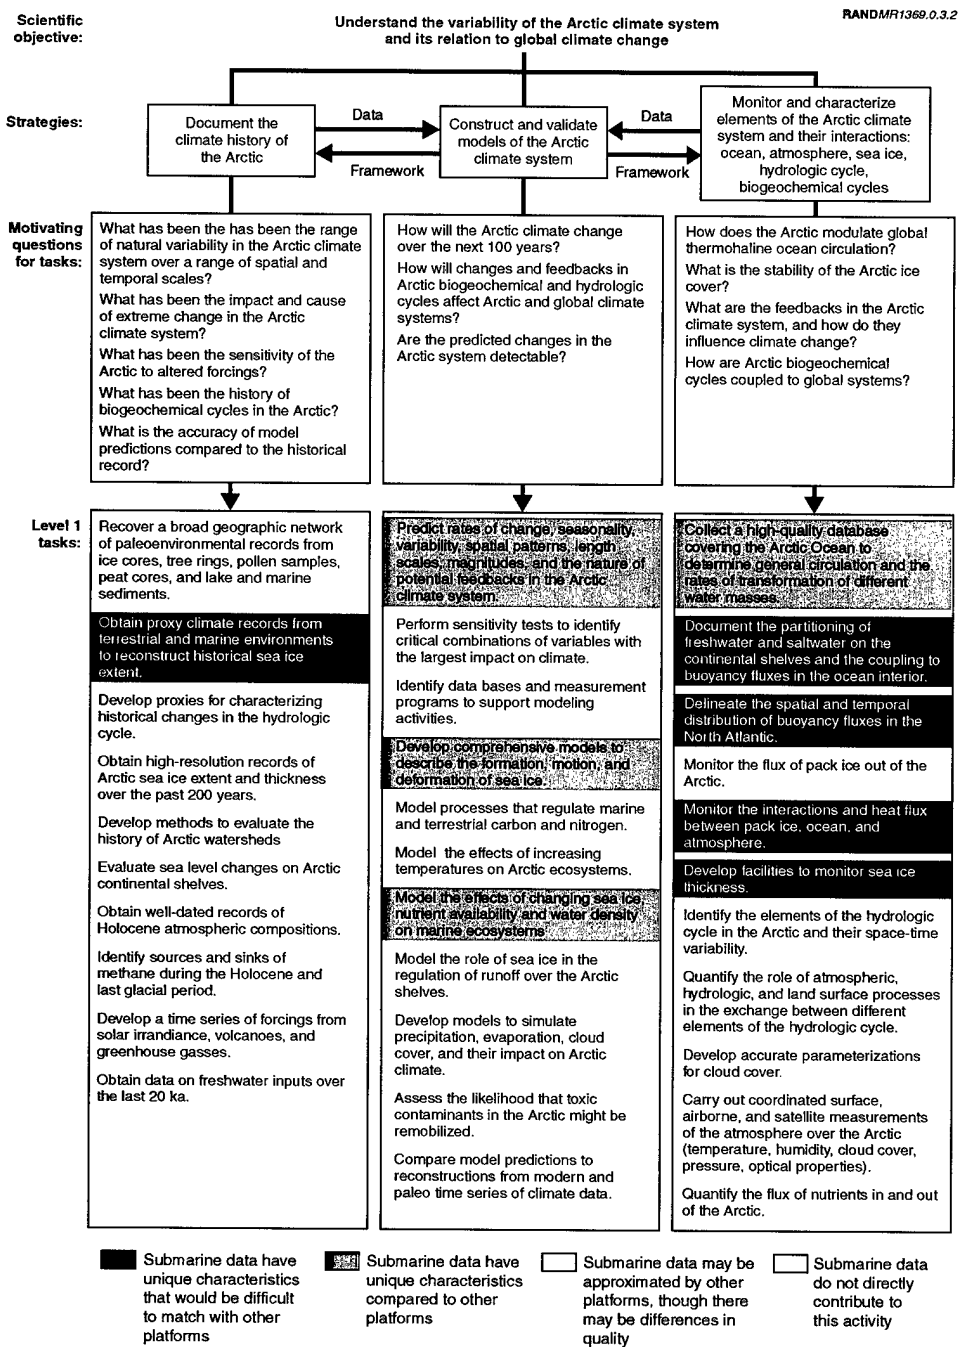 RANDMR1369.0.3.2
Scientific
objective:
Understand the variability of the Arctic climate system
and its relation to global climate change
Strategies:
Document the
climate history of
the Arctic
Data
Framework
Construct and validate
models of the Arctic
climate system
Data
Framework
Monitor and characterize
elements of the Arctic climate
system and their interactions:
ocean, atmosphere, sea ice,
hydrologic cycle,
biogeochemical cycles
Motivating
questions
for tasks:
What has been the has been the range
of natural variability in the Arctic climate
system over a range of spatial and
temporal scales?
What has been the impact and cause
of extreme change in the Arctic
climate system?
What has been the sensitivity of the
Arctic to altered forcings?
What has been the history of
biogeochemical cycles in the Arctic?
What is the accuracy of model
predictions compared to the historical
record?
How will the Arctic climate change
over the next 100 years?
How will changes and feedbacks in
Arctic biogeochemical and hydrologic
cycles affect Arctic and global climate
systems?
Are the predicted changes in the
Arctic system detectable?
How does the Arctic modulate global
thermohaline ocean circulation?
What is the stability of the Arctic ice
cover?
What are the feedbacks in the Arctic
climate system, and how do they
influence climate change?
How are Arctic biogeochemical
cycles coupled to global systems?
Level 1
tasks:
Recover a broad geographic network
of paleoenvironmental records from
ice cores, tree rings, pollen samples,
peat cores, and lake and marine
sediments.
Obtain proxy climate records from
terrestrial and marine environments
to reconstruct historical sea ice
extent.
Develop proxies for characterizing
historical changes in the hydrologic
cycle.
Obtain high-resolution records of
Arctic sea ice extent and thickness
over the past 200 years.
Develop methods to evaluate the
history of Arctic watersheds
Evaluate sea level changes on Arctic
continental shelves.
Obtain well-dated records of
Holocene atmospheric compositions.
Identify sources and sinks of
methane during the Holocene and
last glacial period.
Develop a time series of forcings from
solar irradiance, volcanoes, and
greenhouse gasses.
Obtain data on freshwater inputs over
the last 20 ka.
Predict rates of change, seasonality,
variability, spatial patterns, length
scales, magnitudes, and the nature of
potential feedbacks in the Arctic
climate system.
Perform sensitivity tests to identify
critical combinations of variables with
the largest impact on climate.
Identify data bases and measurement
programs to support modeling
activities.
Develop comprehensive models to
describe the formation, motion, and
deformation of sea ice.
Model processes that regulate marine
and terrestrial carbon and nitrogen.
Model the effects of increasing
temperatures on Arctic ecosystems.
Model the effects of changing sea ice,
nutrient availability and water density
on marine ecosystems
Model the role of sea ice in the
regulation of runoff over the Arctic
shelves.
Develop models to simulate
precipitation, evaporation, cloud
cover, and their impact on Arctic
climate.
Assess the likelihood that toxic
contaminants in the Arctic might be
remobilized.
Compare model predictions to
reconstructions from modern and
paleo time series of climate data.
Collect a high-quality database
covering the Arctic Ocean to
determine general circulation and the
rates of transformation of different
water masses.
Document the partitioning of
freshwater and saltwater on the
continental shelves and the coupling to
buoyancy fluxes in the ocean interior.
Delineate the spatial and temporal
distribution of buoyancy fluxes in the
North Atlantic.
Monitor the flux of pack ice out of the
Arctic.
Monitor the interactions and heat flux
between pack ice, ocean, and
atmosphere.
Develop facilities to monitor sea ice
thickness.
Identify the elements of the hydrologic
cycle in the Arctic and their space-time
variability.
Quantify the role of atmospheric,
hydrologic, and land surface processes
in the exchange between different
elements of the hydrologic cycle.
Develop accurate parameterizations
for cloud cover.
Carry out coordinated surface,
airborne, and satellite measurements
of the atmosphere over the Arctic
(temperature, humidity, cloud cover,
pressure, optical properties).
Quantify the flux of nutrients in and out
of the Arctic.
Submarine data have
unique characteristics
that would be difficult
to match with other
platforms
Submarine data have
unique characteristics
compared to other
platforms
Submarine data may be
approximated by other
platforms, though there
may be differences in
quality
Submarine data
do not directly
contribute to
this activity